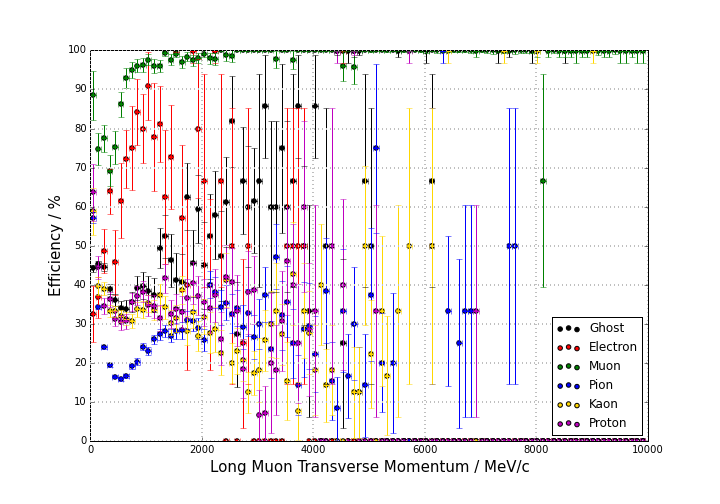 100
90
80
70
60
50
40
30
20
10
0
Efficiency / %
Ghost
Electron
Muon
Pion
Kaon
Proton
0 2000 4000 6000 8000 10000
Long Muon Transverse Momentum / MeV/c